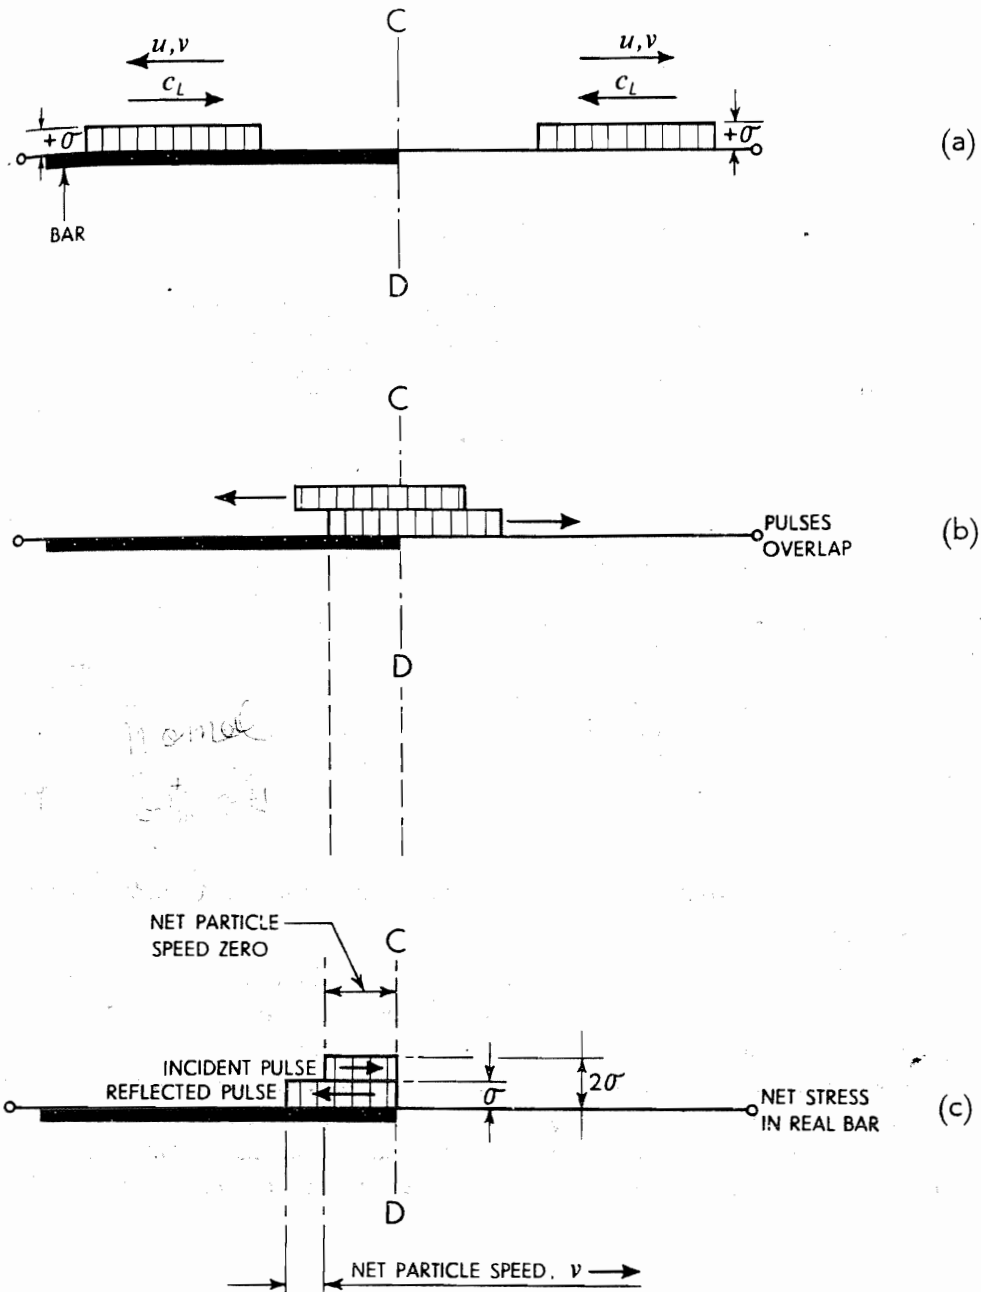 C
u,v
u,v
c_L
c_L
+σ
+σ
(a)
BAR
D
C
PULSES
OVERLAP
(b)
D
NET PARTICLE
SPEED ZERO
C
INCIDENT PULSE
REFLECTED PULSE
σ
2σ
NET STRESS
IN REAL BAR
(c)
D
NET PARTICLE SPEED, v